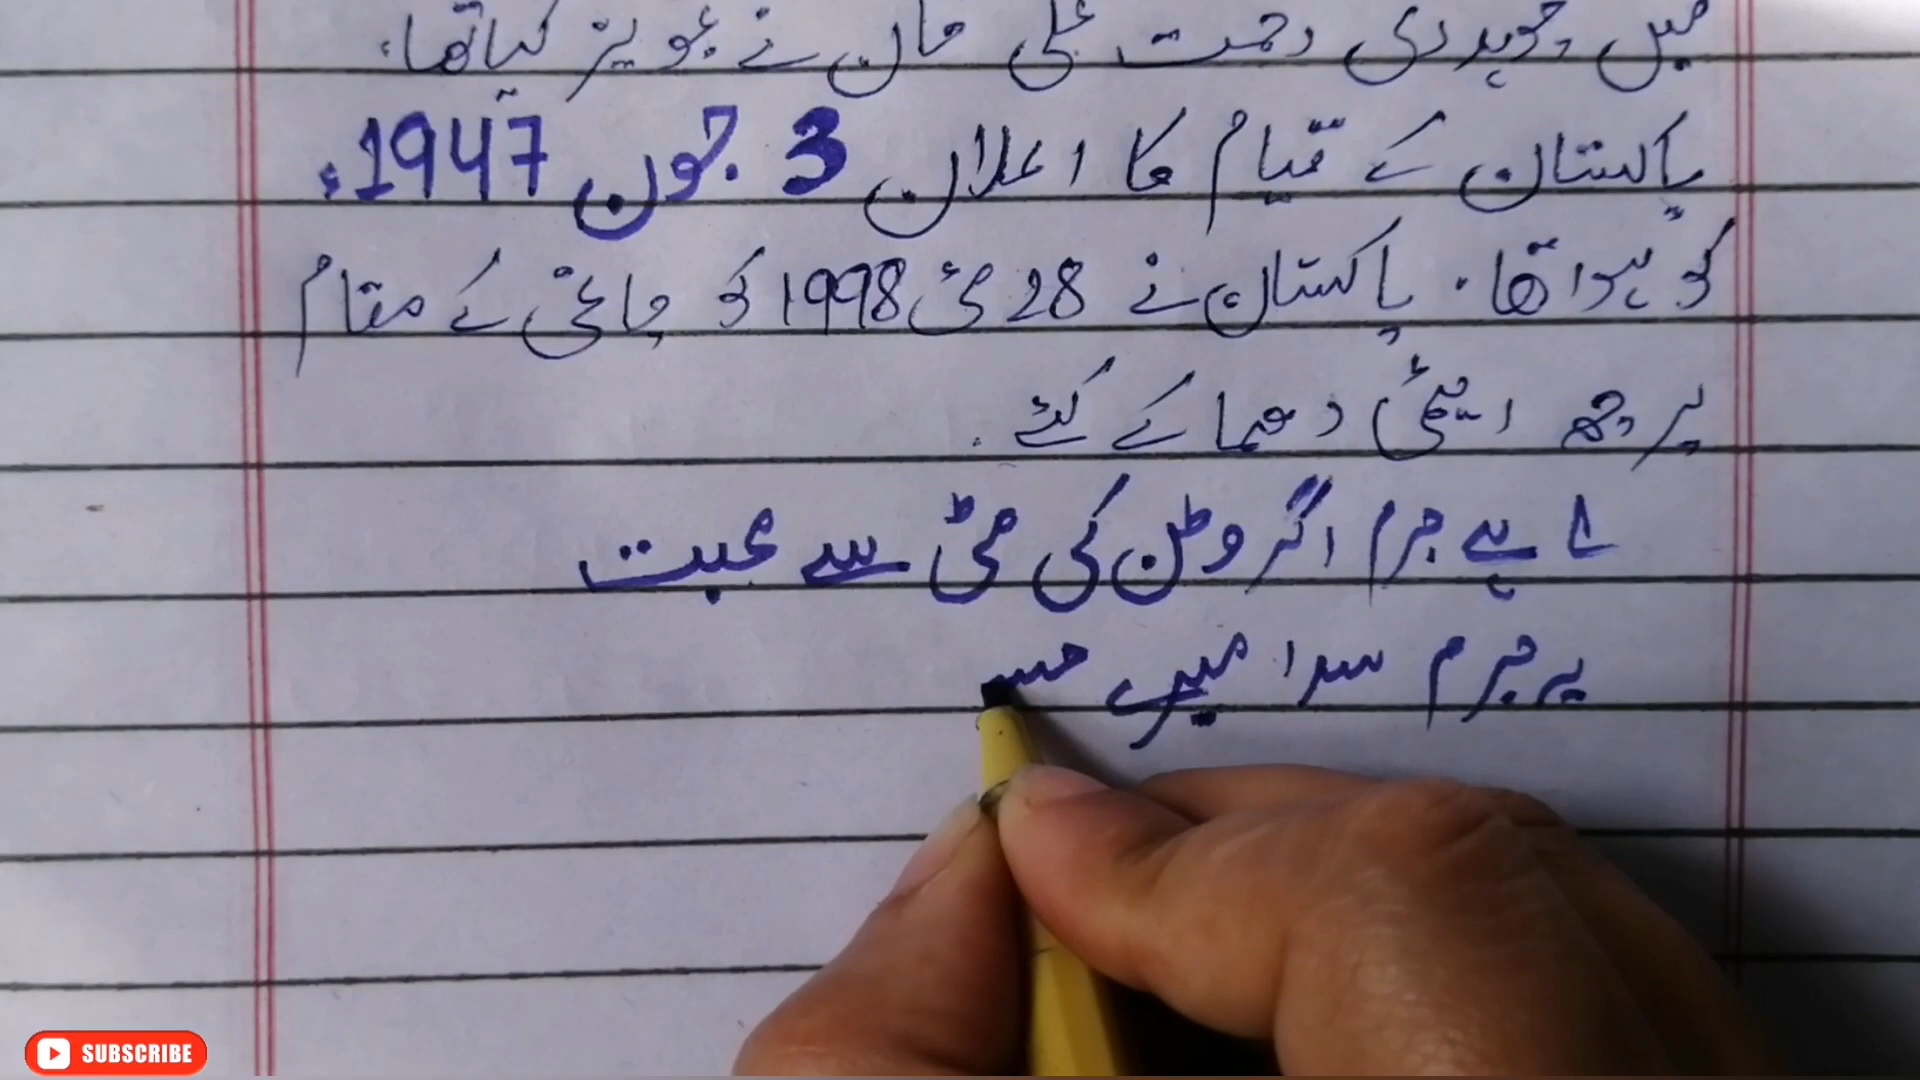 میں چوہدری رحمت علی خان نے تجویز کیا تھا،
پاکستان کے قیام کا اعلان 3 جون 1947ء
کو ہوا تھا. پاکستان نے 28 مئی 1998 کو چاغی کے مقام
پر چھ ایٹمی دھماکے کئے.
ہے جرم اگر وطن کی مٹی سے محبت
یہ جرم سدا میرے حسـ
SUBSCRIBE